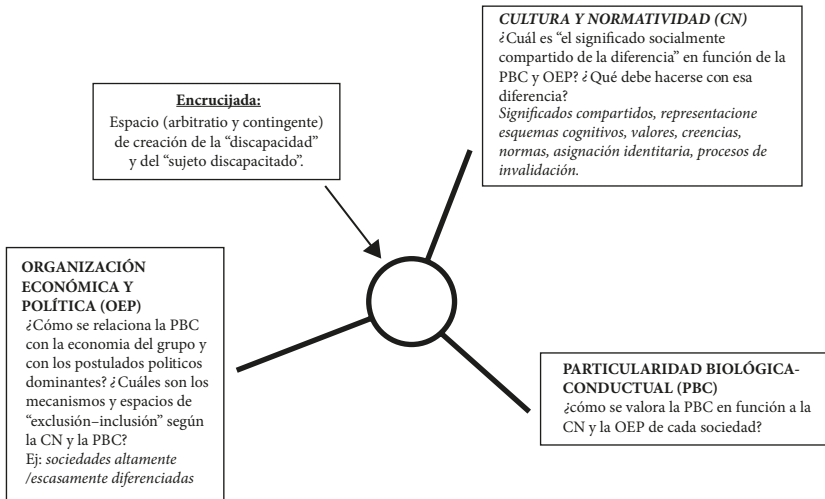 CULTURA Y NORMATIVIDAD (CN)
¿Cuál es “el significado socialmente
compartido de la diferencia” en función de la
PBC y OEP? ¿Qué debe hacerse con esa
diferencia?
Significados compartidos, representacione
esquemas cognitivos, valores, creencias,
normas, asignación identitaria, procesos de
invalidación.
Encrucijada:
Espacio (arbitratio y contingente)
de creación de la “discapacidad”
y del “sujeto discapacitado”.
ORGANIZACIÓN
ECONÓMICA Y
POLÍTICA (OEP)
¿Cómo se relaciona la PBC
con la economia del grupo y
con los postulados politicos
dominantes? ¿Cuáles son los
mecanismos y espacios de
“exclusión–inclusión” según
la CN y la PBC?
Ej: sociedades altamente
/escasamente diferenciadas
PARTICULARIDAD BIOLÓGICA-
CONDUCTUAL (PBC)
¿cómo se valora la PBC en función a la
CN y la OEP de cada sociedad?